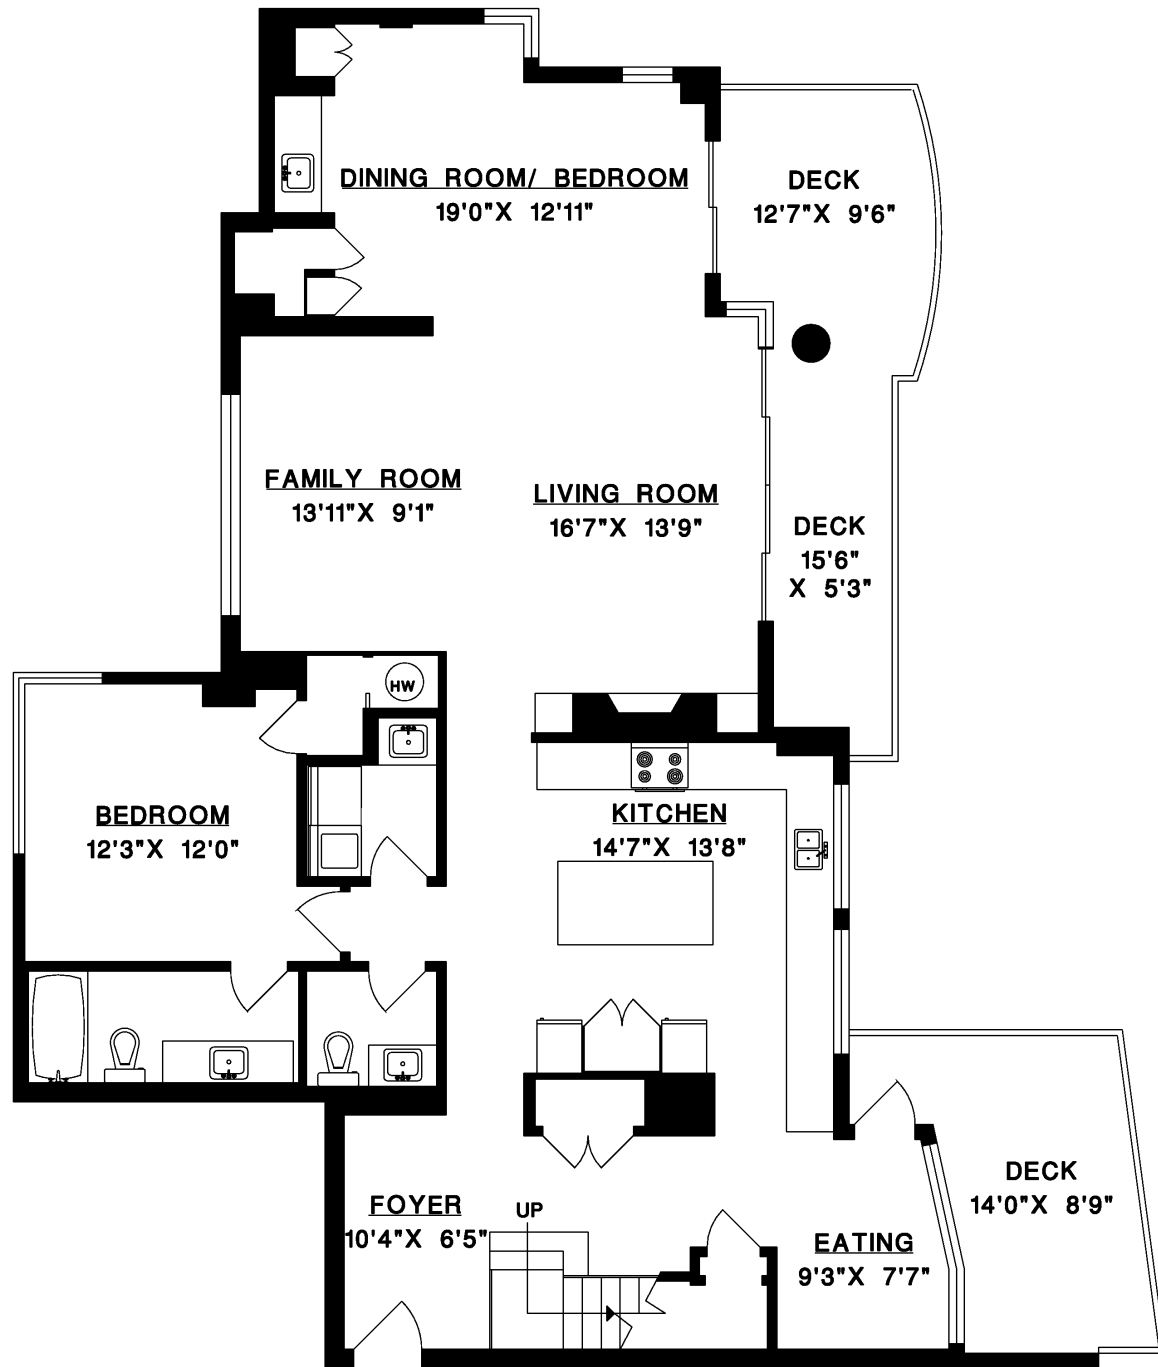 DINING ROOM/ BEDROOM
19'0"X 12'11"
DECK
12'7"X 9'6"
FAMILY ROOM
13'11"X 9'1"
LIVING ROOM
16'7"X 13'9"
DECK
15'6"
X 5'3"
HW
BEDROOM
12'3"X 12'0"
KITCHEN
14'7"X 13'8"
FOYER
10'4"X 6'5"
UP
EATING
9'3"X 7'7"
DECK
14'0"X 8'9"